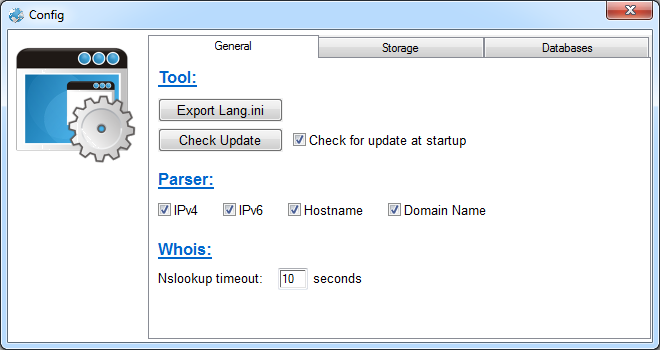 Config
General Storage Databases
Tool:
Export Lang.ini
Check Update Check for update at startup
Parser:
IPv4 IPv6 Hostname Domain Name
Whois:
Nslookup timeout: 10 seconds